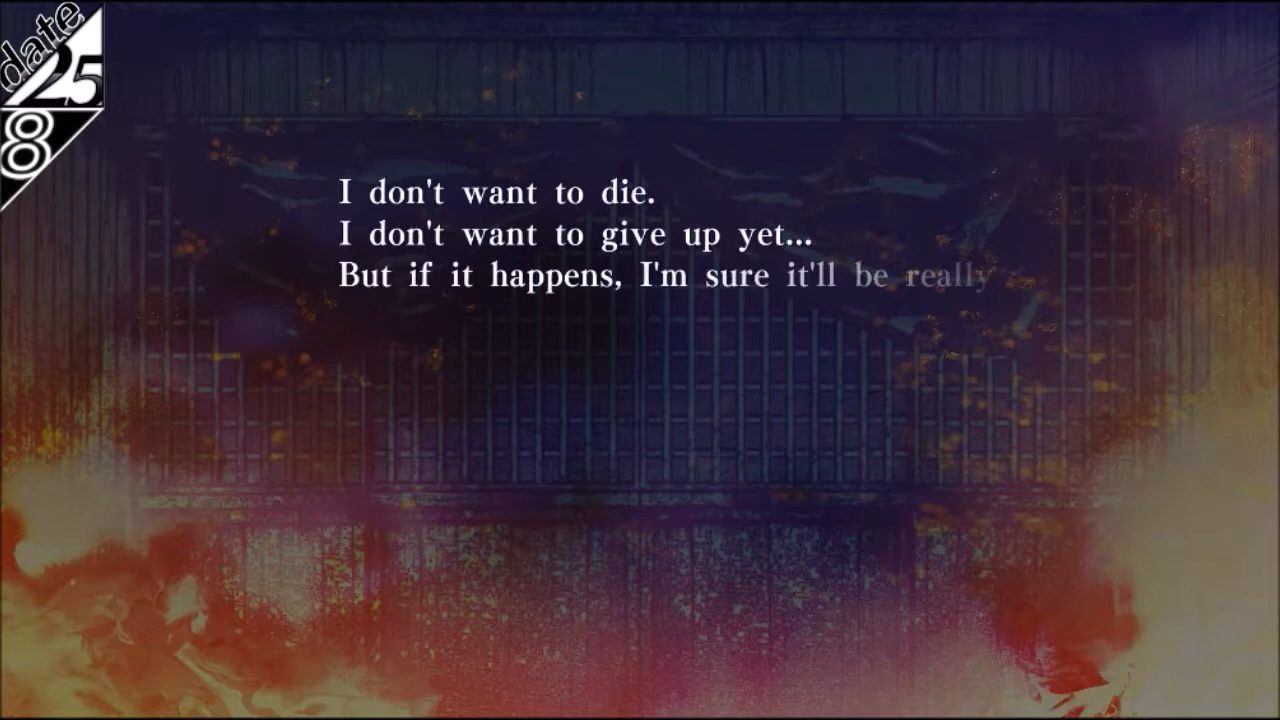 date
25
8
I don't want to die.
I don't want to give up yet...
But if it happens, I'm sure it'll be really